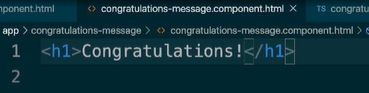 mponent.html
<> congratulations-message.component.html ×
TS congratu
app > congratulations-message > <> congratulations-message.component.html >
1 <h1>Congratulations!</h1>
2